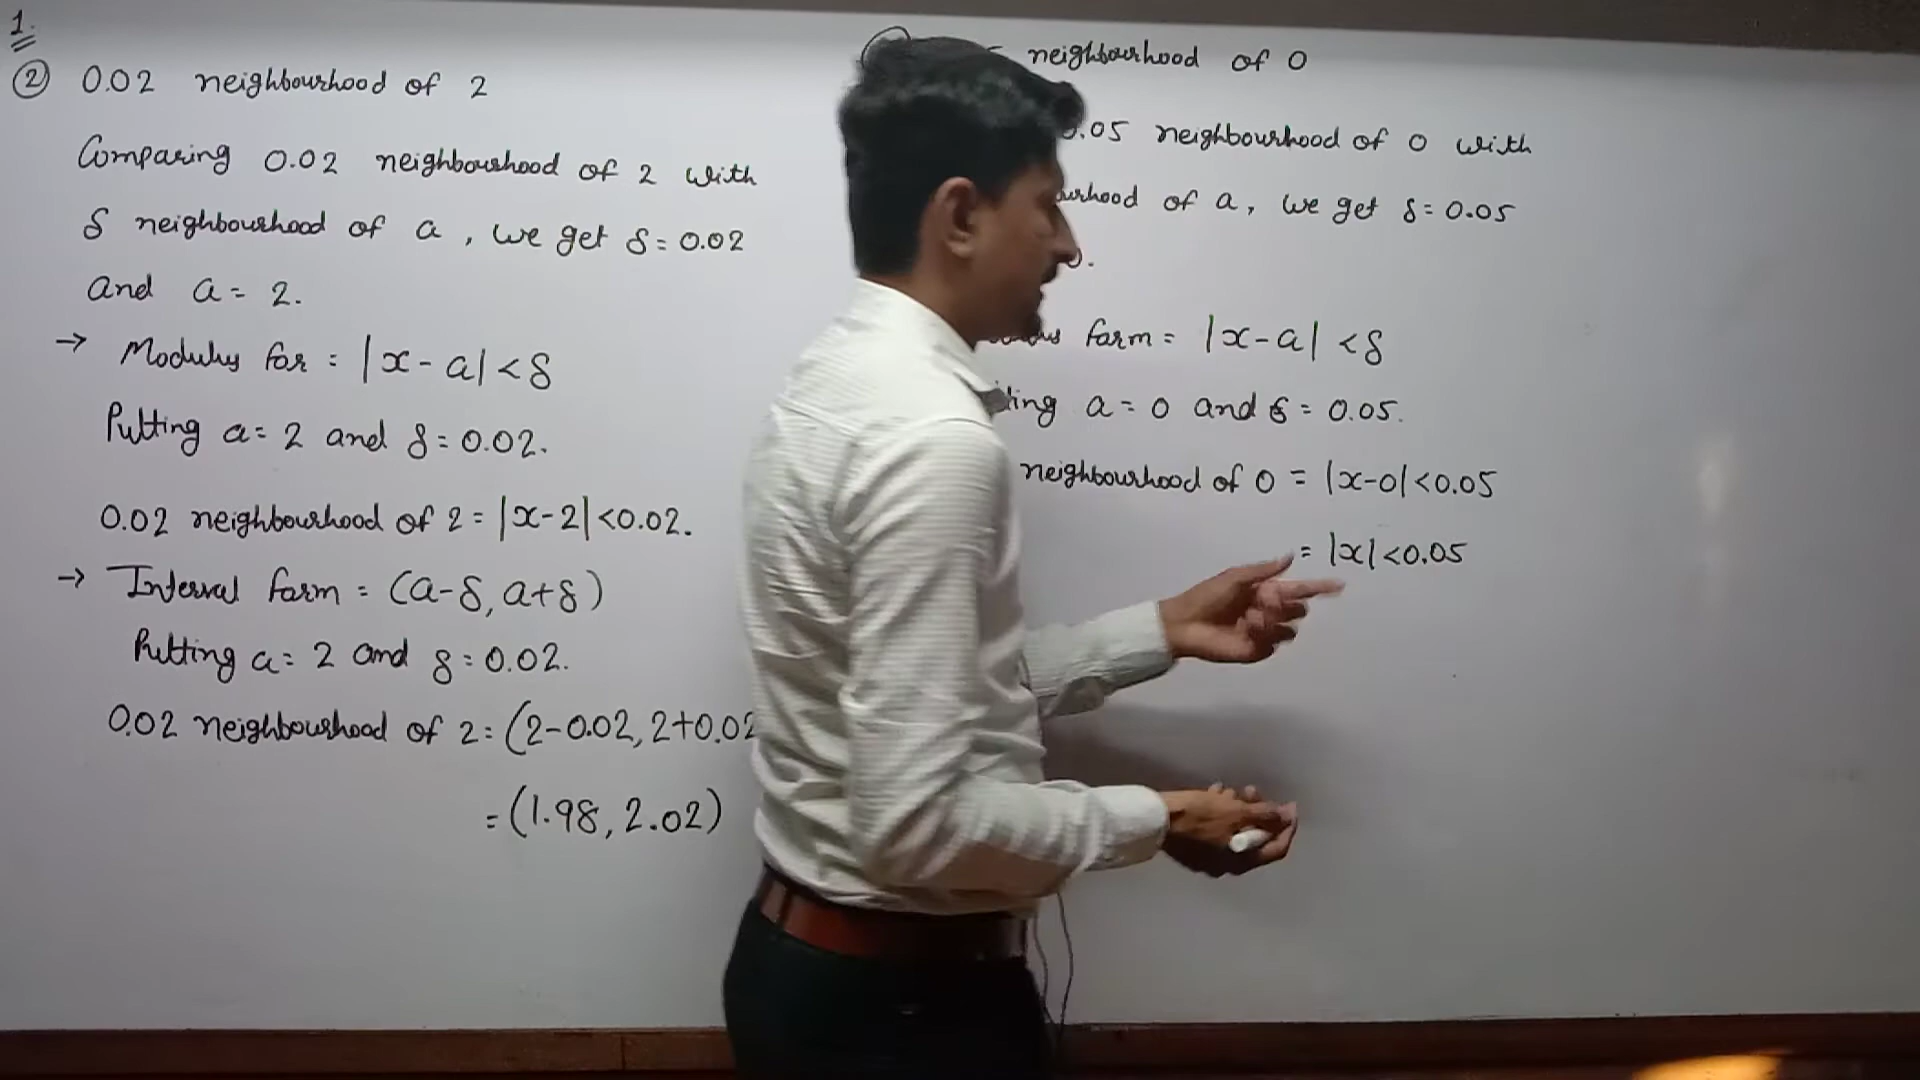 1.
② 0.02 neighbourhood of 2
Comparing 0.02 neighbourhood of 2 with
δ neighbourhood of a, we get δ = 0.02
and a = 2.
→ Modulus for = |x - a| < δ
Putting a = 2 and δ = 0.02.
0.02 neighbourhood of 2 = |x-2| < 0.02.
→ Interval form = (a-δ, a+δ)
Putting a = 2 and δ = 0.02.
0.02 neighbourhood of 2 = (2-0.02, 2+0.02
= (1.98, 2.02)
neighbourhood of 0
0.05 neighbourhood of 0 with
of a, we get δ = 0.05
form = |x-a| < δ
a = 0 and δ = 0.05.
neighbourhood of 0 = |x-0| < 0.05
= |x| < 0.05